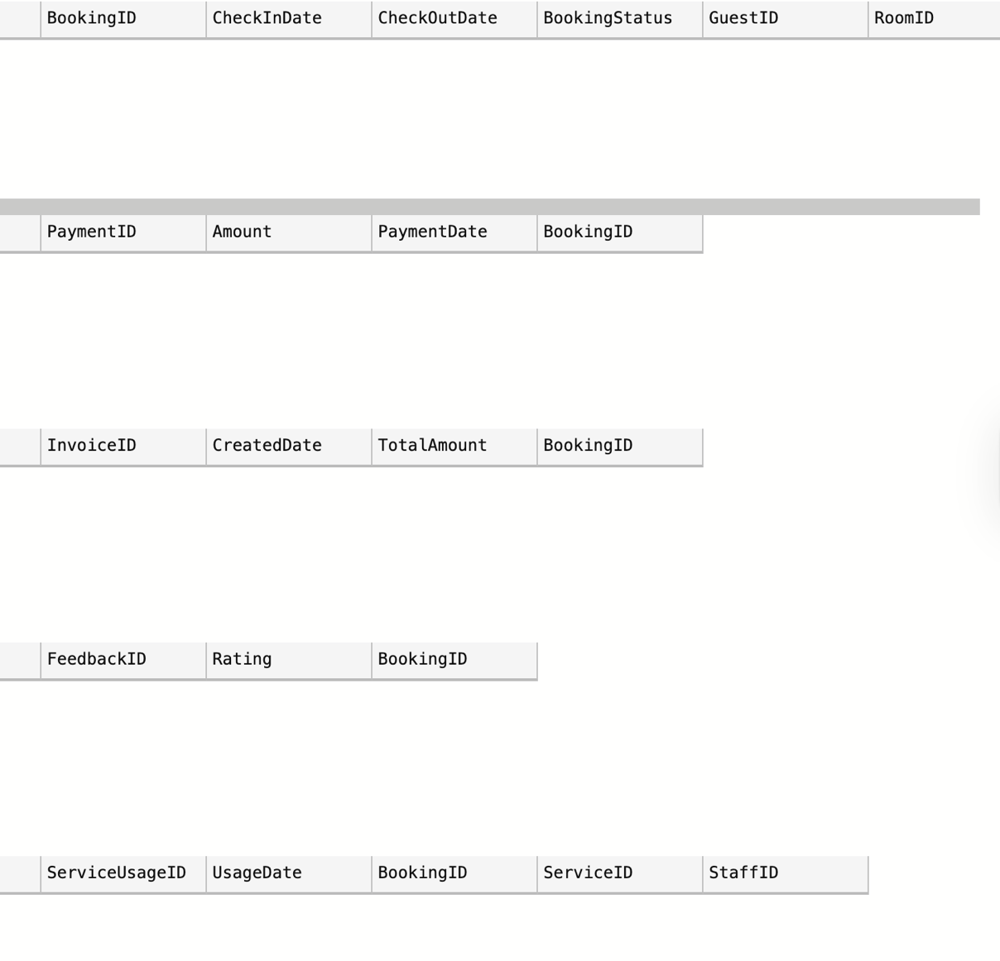 BookingID CheckInDate CheckOutDate BookingStatus GuestID RoomID
PaymentID Amount PaymentDate BookingID
InvoiceID CreatedDate TotalAmount BookingID
FeedbackID Rating BookingID
ServiceUsageID UsageDate BookingID ServiceID StaffID